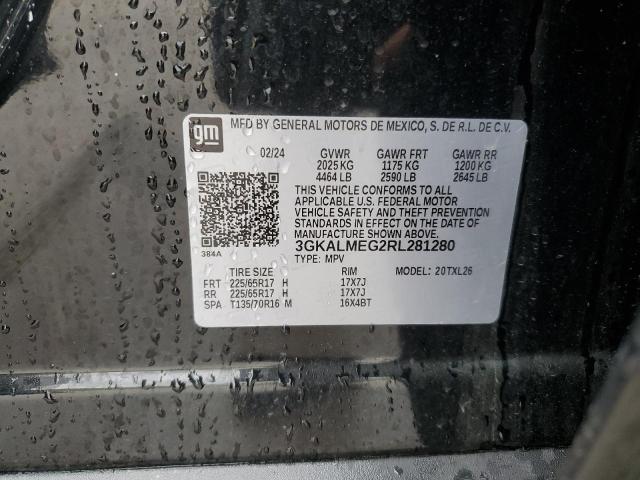 gm
MFD BY GENERAL MOTORS DE MEXICO, S. DE R.L. DE C.V.
02/24 GVWR GAWR FRT GAWR RR
2025 KG 1175 KG 1200 KG
4464 LB 2590 LB 2645 LB
THIS VEHICLE CONFORMS TO ALL
APPLICABLE U.S. FEDERAL MOTOR
VEHICLE SAFETY AND THEFT PREVENTION
STANDARDS IN EFFECT ON THE DATE OF
MANUFACTURE SHOWN ABOVE.
384A 3GKALMEG2RL281280
TYPE: MPV
TIRE SIZE RIM MODEL: 20TXL26
FRT 225/65R17 H 17X7J
RR 225/65R17 H 17X7J
SPA T135/70R16 M 16X4BT